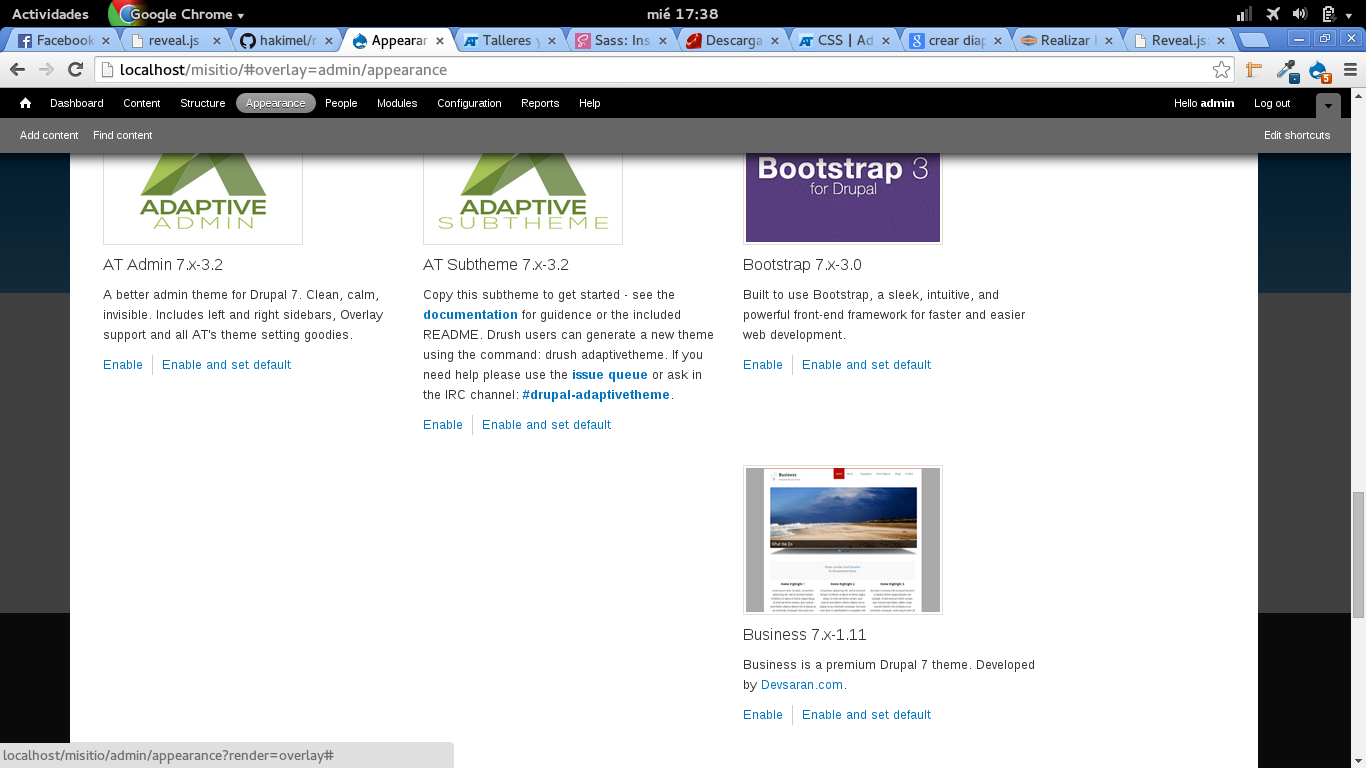 Actividades
Google Chrome
mié 17:38
Facebook
reveal.js
hakimel/r
Appearan
Talleres y
Sass: Ins
Descarga
CSS | Ad
crear diap
Realizar
Reveal.js:
localhost/misitio/#overlay=admin/appearance
5
Dashboard Content Structure Appearance People Modules Configuration Reports Help
Hello admin Log out
Add content Find content
Edit shortcuts
ADAPTIVE
ADMIN
AT Admin 7.x-3.2
A better admin theme for Drupal 7. Clean, calm,
invisible. Includes left and right sidebars, Overlay
support and all AT's theme setting goodies.
Enable Enable and set default
ADAPTIVE
SUBTHEME
AT Subtheme 7.x-3.2
Copy this subtheme to get started - see the
documentation for guidance or the included
README. Drush users can generate a new theme
using the command: drush adaptivetheme. If you
need help please use the issue queue or ask in
the IRC channel: #drupal-adaptivetheme.
Enable Enable and set default
Bootstrap 3
for Drupal
Bootstrap 7.x-3.0
Built to use Bootstrap, a sleek, intuitive, and
powerful front-end framework for faster and easier
web development.
Enable Enable and set default
Business
What We Do
Business 7.x-1.11
Business is a premium Drupal 7 theme. Developed
by Devsaran.com.
Enable Enable and set default
localhost/misitio/admin/appearance?render=overlay#